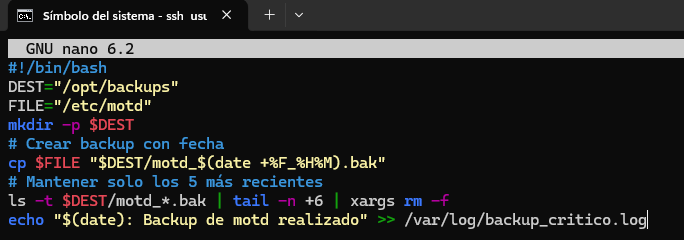 Símbolo del sistema - ssh usu
GNU nano 6.2
#!/bin/bash
DEST="/opt/backups"
FILE="/etc/motd"
mkdir -p $DEST
# Crear backup con fecha
cp $FILE "$DEST/motd_$(date +%F_%H%M).bak"
# Mantener solo los 5 más recientes
ls -t $DEST/motd_*.bak | tail -n +6 | xargs rm -f
echo "$(date): Backup de motd realizado" >> /var/log/backup_critico.log